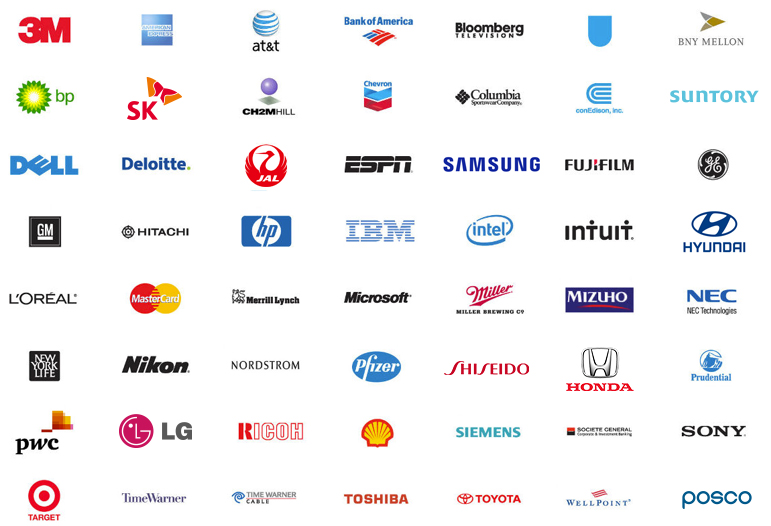 3M
AMERICAN
EXPRESS
at&t
Bank of America
Bloomberg
TELEVISION
BNY MELLON
bp
SK
CH2MHILL
Chevron
Columbia
Sportswear Company
conEdison, inc.
SUNTORY
DELL
Deloitte.
JAL
ESPN
SAMSUNG
FUJIFILM
GE
GM
HITACHI
hp
IBM
intel
intuit
HYUNDAI
L'ORÉAL
MasterCard
Merrill Lynch
Microsoft
Miller
MILLER BREWING Co
MIZUHO
NEC
NEC Technologies
NEW
YORK
LIFE
Nikon
NORDSTROM
Pfizer
SHISEIDO
HONDA
Prudential
pwc
LG
RICOH
SIEMENS
SOCIETE GENERAL
Corporate & Investment Banking
SONY
TARGET
TimeWarner
TIME WARNER
CABLE
TOSHIBA
TOYOTA
WELLPOINT
posco